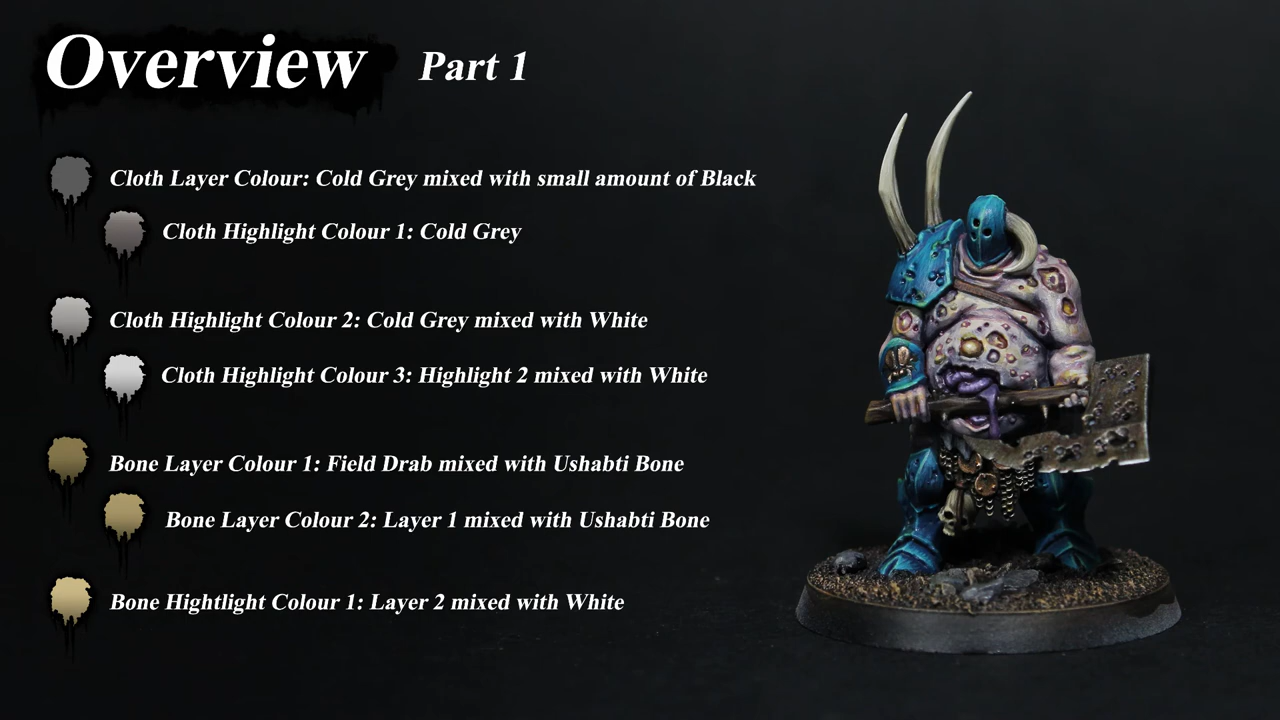 Overview Part 1
Cloth Layer Colour: Cold Grey mixed with small amount of Black
Cloth Highlight Colour 1: Cold Grey
Cloth Highlight Colour 2: Cold Grey mixed with White
Cloth Highlight Colour 3: Highlight 2 mixed with White
Bone Layer Colour 1: Field Drab mixed with Ushabti Bone
Bone Layer Colour 2: Layer 1 mixed with Ushabti Bone
Bone Hightlight Colour 1: Layer 2 mixed with White